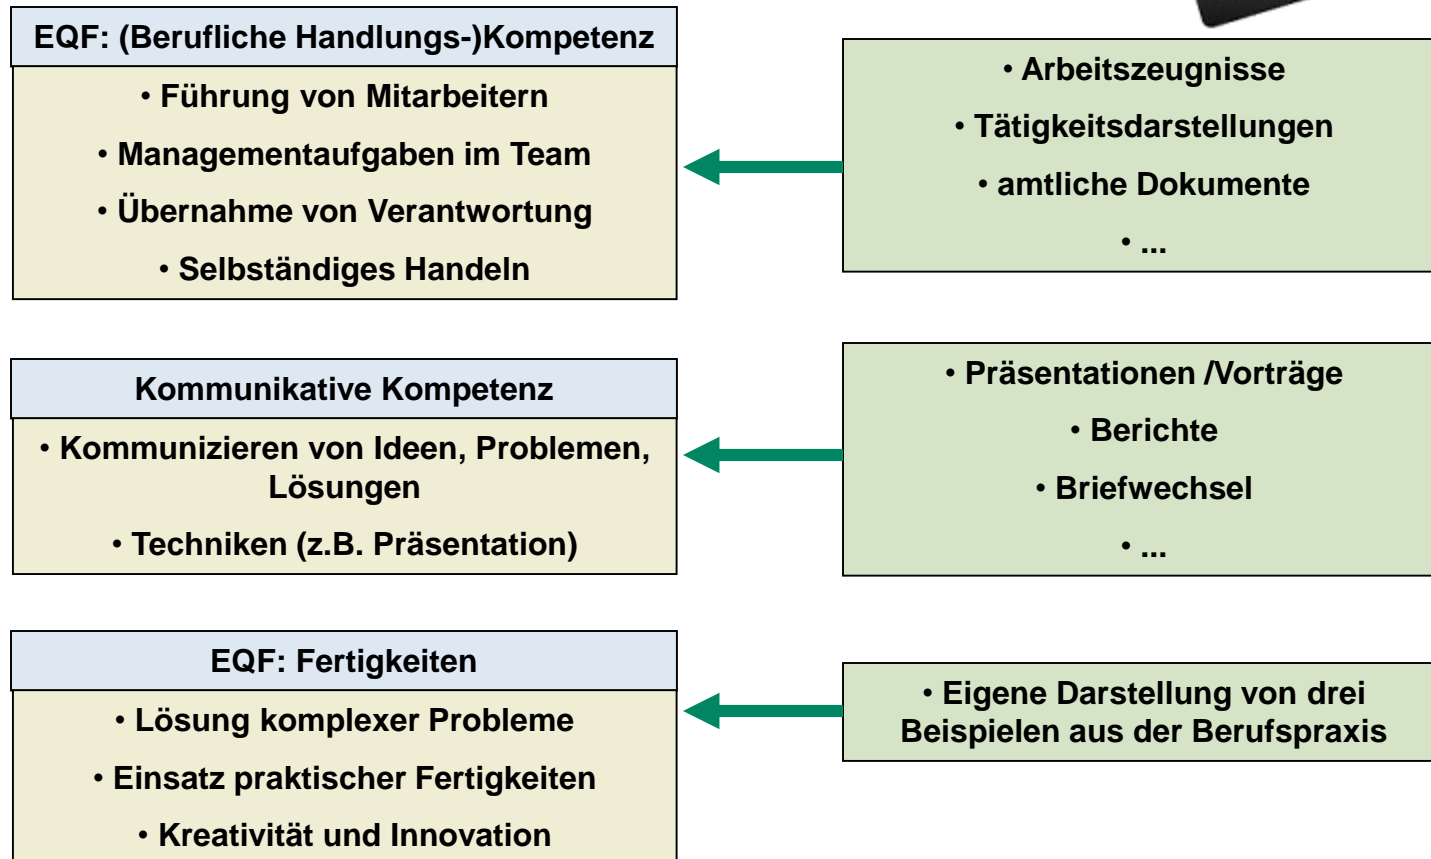 EQF: (Berufliche Handlungs-)Kompetenz
• Führung von Mitarbeitern
• Managementaufgaben im Team
• Übernahme von Verantwortung
• Selbständiges Handeln
• Arbeitszeugnisse
• Tätigkeitsdarstellungen
• amtliche Dokumente
• ...
Kommunikative Kompetenz
• Kommunizieren von Ideen, Problemen,
Lösungen
• Techniken (z.B. Präsentation)
• Präsentationen /Vorträge
• Berichte
• Briefwechsel
• ...
EQF: Fertigkeiten
• Lösung komplexer Probleme
• Einsatz praktischer Fertigkeiten
• Kreativität und Innovation
• Eigene Darstellung von drei
Beispielen aus der Berufspraxis